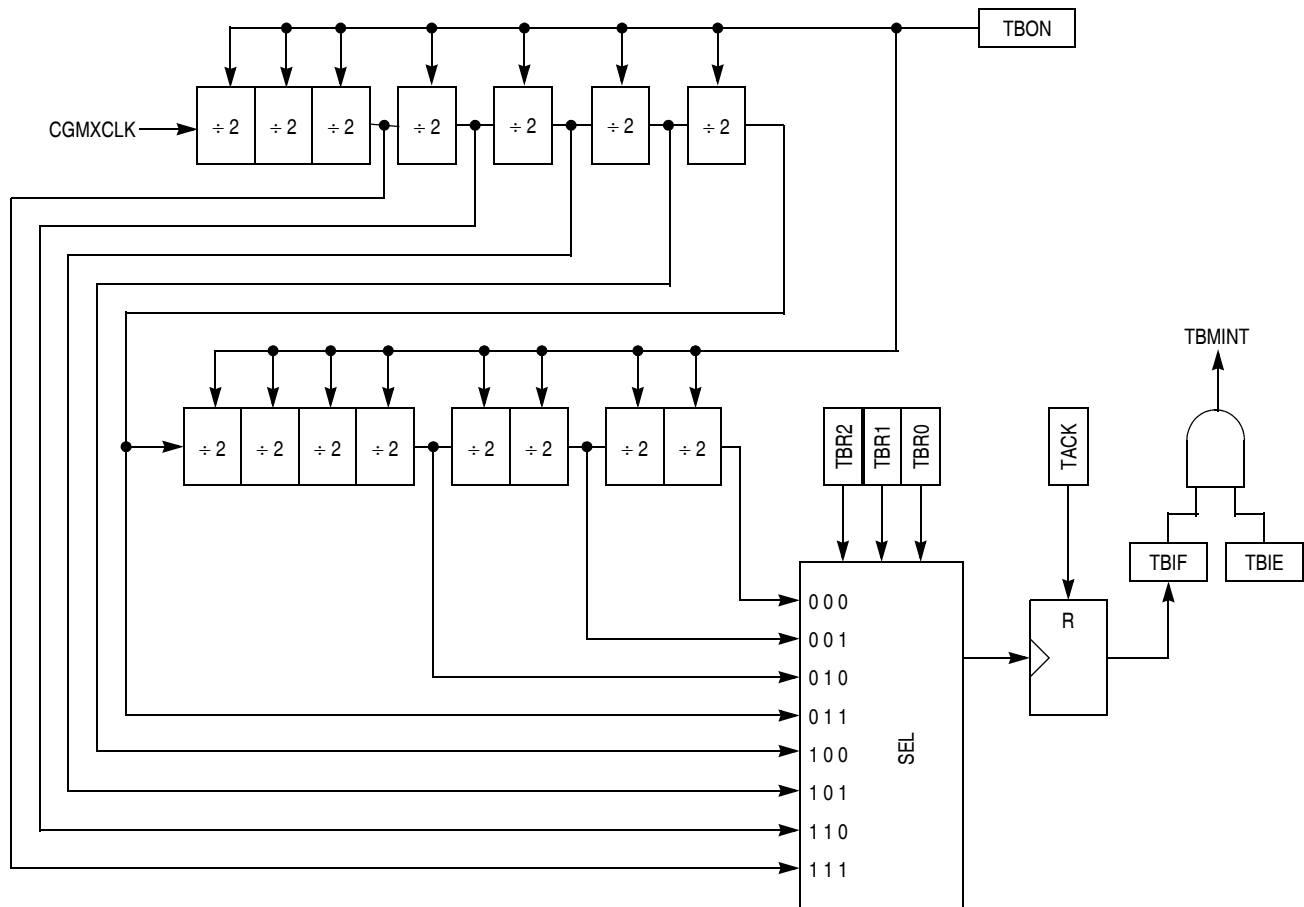 TBON
CGMXCLK
÷ 2 ÷ 2 ÷ 2 ÷ 2 ÷ 2 ÷ 2 ÷ 2
TBMINT
÷ 2 ÷ 2 ÷ 2 ÷ 2 ÷ 2 ÷ 2 ÷ 2 ÷ 2
TBR2
TBR1
TBR0
TACK
TBIF
TBIE
R
0 0 0
0 0 1
0 1 0
0 1 1
1 0 0
1 0 1
1 1 0
1 1 1
SEL